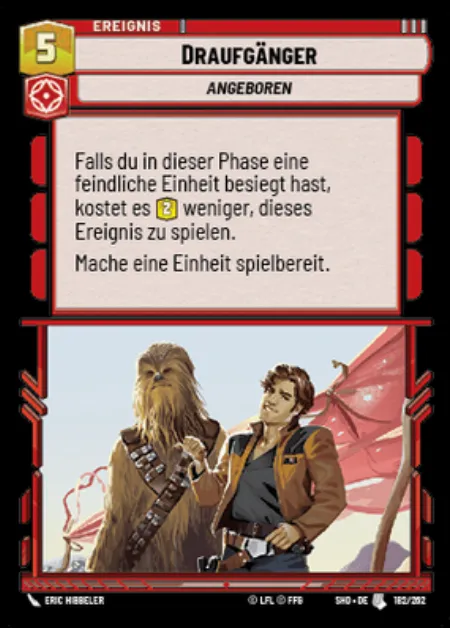 EREIGNIS
5
DRAUFGÄNGER
ANGEBOREN
Falls du in dieser Phase eine
feindliche Einheit besiegt hast,
kostet es 2 weniger, dieses
Ereignis zu spielen.
Mache eine Einheit spielbereit.
ERIC HIBBELER
© LFL © FFG
SHD • DE
182/262